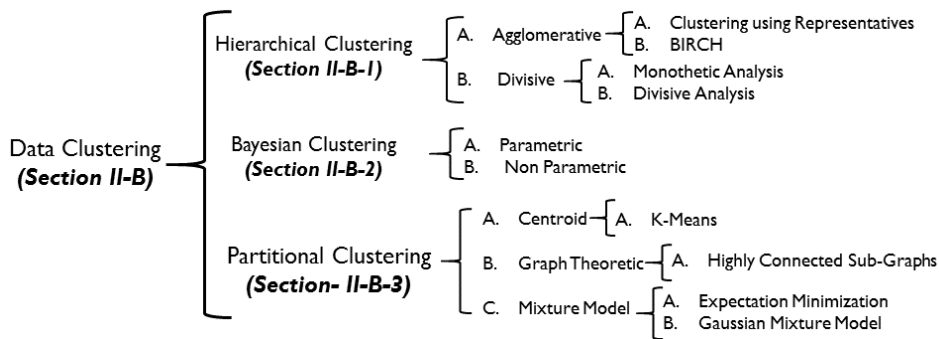 Data Clustering
(Section II-B)
Hierarchical Clustering
(Section II-B-1)
A. Agglomerative
A. Clustering using Representatives
B. BIRCH
B. Divisive
A. Monothetic Analysis
B. Divisive Analysis
Bayesian Clustering
(Section II-B-2)
A. Parametric
B. Non Parametric
Partitional Clustering
(Section- II-B-3)
A. Centroid
A. K-Means
B. Graph Theoretic
A. Highly Connected Sub-Graphs
C. Mixture Model
A. Expectation Minimization
B. Gaussian Mixture Model